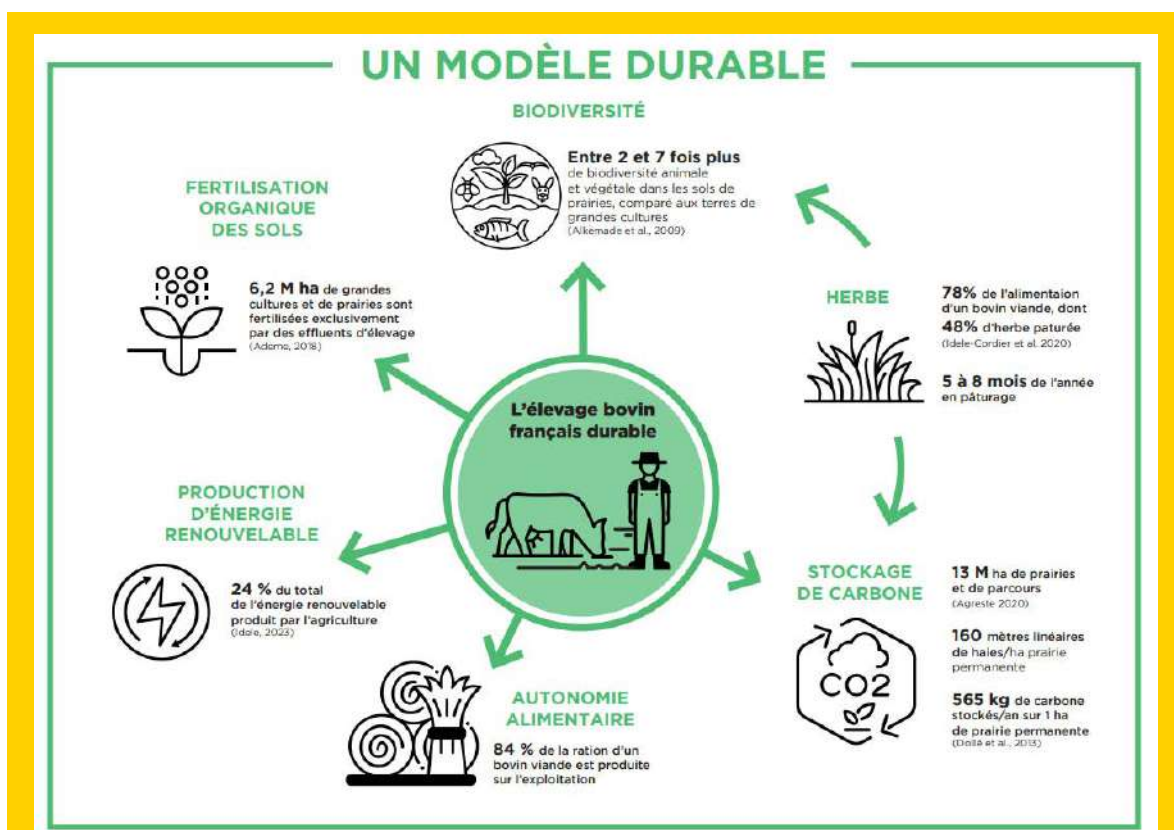 UN MODÈLE DURABLE
BIODIVERSITÉ
Entre 2 et 7 fois plus
de biodiversité animale
et végétale dans les sols de
prairies, comparé aux terres de
grandes cultures
(Alkemade et al., 2009)
FERTILISATION
ORGANIQUE
DES SOLS
6,2 M ha de grandes
cultures et de prairies sont
fertilisées exclusivement
par des effluents d'élevage
(Ademe, 2018)
HERBE
78% de l'alimentaion
d'un bovin viande, dont
48% d'herbe paturée
(Idele-Cordier et al. 2020)
5 à 8 mois de l'année
en pâturage
L'élevage bovin
français durable
PRODUCTION
D'ÉNERGIE
RENOUVELABLE
24 % du total
de l'énergie renouvelable
produit par l'agriculture
(Idele, 2023)
STOCKAGE
DE CARBONE
CO2
13 M ha de prairies
et de parcours
(Agreste 2020)
160 mètres linéaires
de haies/ha prairie
permanente
565 kg de carbone
stockés/an sur 1 ha
de prairie permanente
(Dollé et al., 2013)
AUTONOMIE
ALIMENTAIRE
84 % de la ration d'un
bovin viande est produite
sur l'exploitation